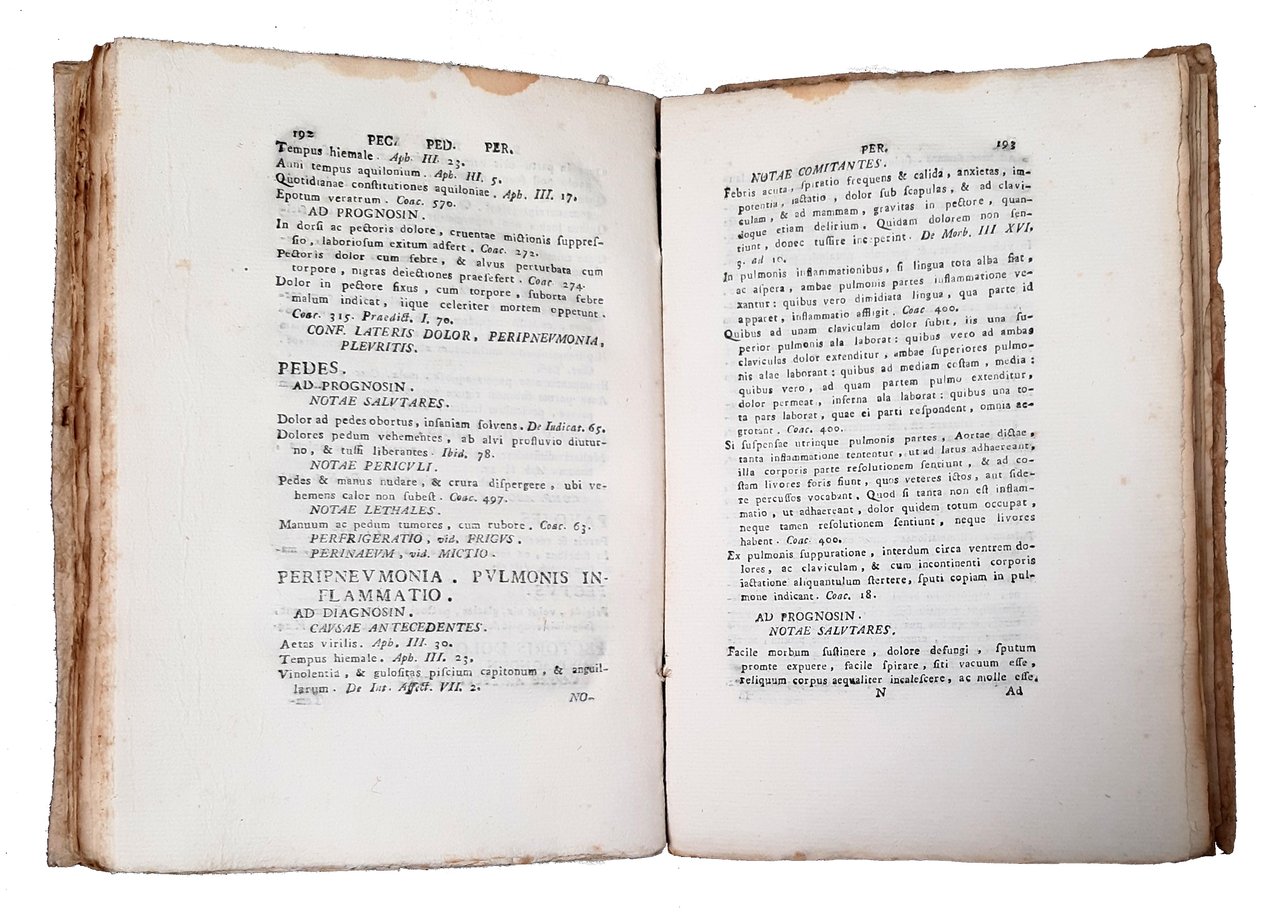 192
PEC. PED. PER.
Tempus hiemale. Aph. III. 23.
Anni tempus aquilonium. Aph. III. 5.
Quotidianae conſtitutiones aquiloniae. Aph. III. 17.
Epotum veratrum. Coac. 570.
AD PROGNOSIN.
In dorſi ac pectoris dolore, cruentae mictionis ſuppreſ-
ſio, laborioſum exitum adfert. Coac. 272.
Pectoris dolor cum febre, & alvus perturbata cum
torpore, nigras deiectiones praeſefert. Coac 274.
Dolor in pectore fixus, cum torpore, ſuborta febre
malum indicat, iique celeriter mortem oppetunt.
Coac. 315. Praedict. I. 70.
CONF. LATERIS DOLOR, PERIPNEVMONIA,
PLEVRITIS.
PEDES.
AD PROGNOSIN.
NOTAE SALVTARES.
Dolor ad pedes obortus, inſaniam ſolvens. De Iudicat. 65.
Dolores pedum vehementes, ab alvi profluvio diutur-
no, & tuſſi liberantes. Ibid. 78.
NOTAE PERICVLI.
Pedes & manus nudare, & crura diſpergere, ubi ve-
hemens calor non ſubeſt. Coac. 497.
NOTAE LETHALES.
Manuum ac pedum tumores, cum rubore. Coac. 63.
PERFRIGERATIO, vid. FRIGVS.
PERINAEVM, vid. MICTIO.
PERIPNEVMONIA. PVLMONIS IN-
FLAMMATIO.
AD DIAGNOSIN.
CAVSAE ANTECEDENTES.
Aetas virilis. Aph. III. 30.
Tempus hiemale. Aph. III. 23.
Vinolentia, & guloſitas piſcium capitonum, & anguil-
larum. De Int. Affect. VII. 2.
NO-
PER.
193
NOTAE COMITANTES.
Febris acuta, ſpiratio frequens & calida, anxietas, im-
potentia, iactatio, dolor ſub ſcapulas, & ad clavi-
culam, & ad mammam, gravitas in pectore, quan-
doque etiam delirium. Quidam dolorem non ſen-
tiunt, donec tuſſire inceperint. De Morb. III XVI,
3. ad 10.
In pulmonis inflammationibus, ſi lingua tota alba fiat,
ac aſpera, ambae pulmonis partes inflammatione ve-
xantur: quibus vero dimidiata lingua, qua parte id
apparet, inflammatio affligit. Coac 400.
Quibus ad unam claviculam dolor ſubit, iis una ſu-
perior pulmonis ala laborat: quibus vero ad ambas
claviculas dolor extenditur, ambae ſuperiores pulmo-
nis alae laborant: quibus ad mediam coſtam, media:
quibus vero, ad quam partem pulmo extenditur,
dolor permeat, inferna ala laborat: quibus una to-
ta pars laborat, quae ei parti reſpondent, omnia ae-
grotant. Coac. 400.
Si ſuſpenſae utrinque pulmonis partes, Aortae dictae,
tanta inflammatione tententur, ut ad latus adhaereant,
illa corporis parte reſolutionem ſentiunt, & ad co-
ſtam livores foris fiunt, quos veteres ictos, aut ſide-
re percuſſos vocabant. Quod ſi tanta non eſt inflam-
matio, ut adhaereant, dolor quidem totum occupat,
neque tamen reſolutionem ſentiunt, neque livores
habent. Coac. 400.
Ex pulmonis ſuppuratione, interdum circa ventrem do-
lores, ac claviculam, & cum incontinenti corporis
iactatione aliquantulum ſtertere, ſputi copiam in pul-
mone indicant. Coac. 18.
AD PROGNOSIN.
NOTAE SALVTARES.
Facile morbum ſuſtinere, dolore defungi, ſputum
promte expuere, facile ſpirare, ſiti vacuum eſſe,
reliquum corpus aequaliter incaleſcere, ac molle eſſe.
N
Ad